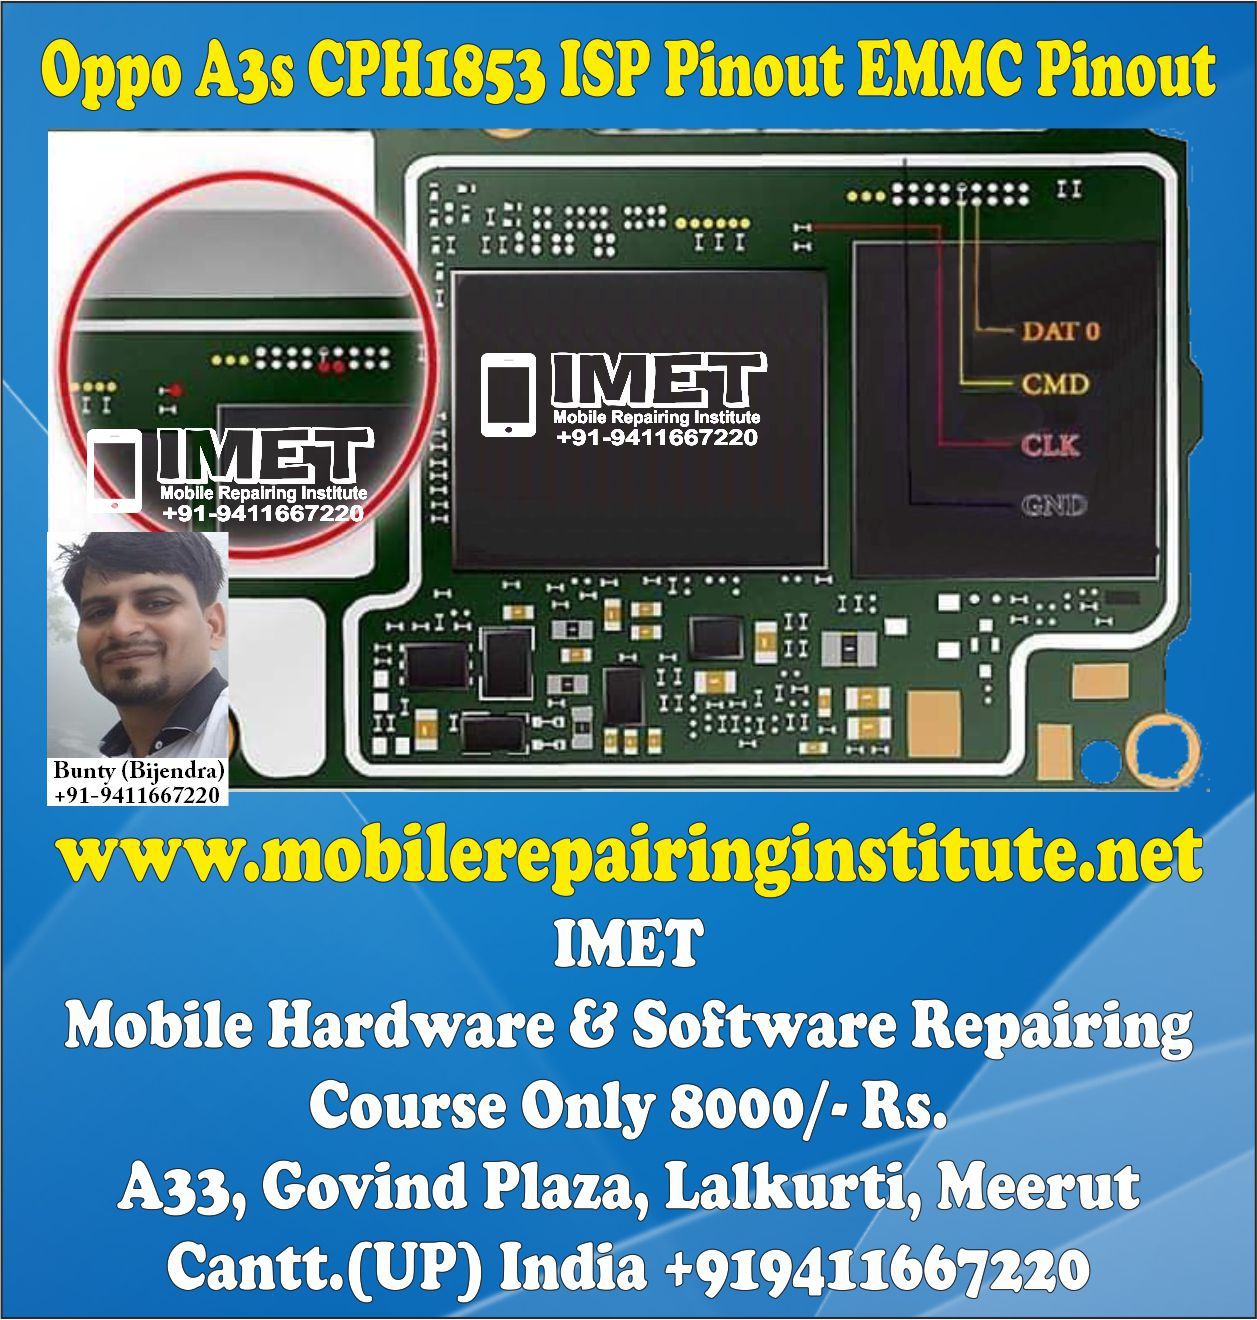 Oppo A3s CPH1853 ISP Pinout EMMC Pinout
DAT 0
CMD
CLK
GND
IMET
Mobile Repairing Institute
+91-9411667220
IMET
Mobile Repairing Institute
+91-9411667220
Bunty (Bijendra)
+91-9411667220
www.mobilerepairinginstitute.net
IMET
Mobile Hardware & Software Repairing
Course Only 8000/- Rs.
A33, Govind Plaza, Lalkurti, Meerut
Cantt.(UP) India +919411667220